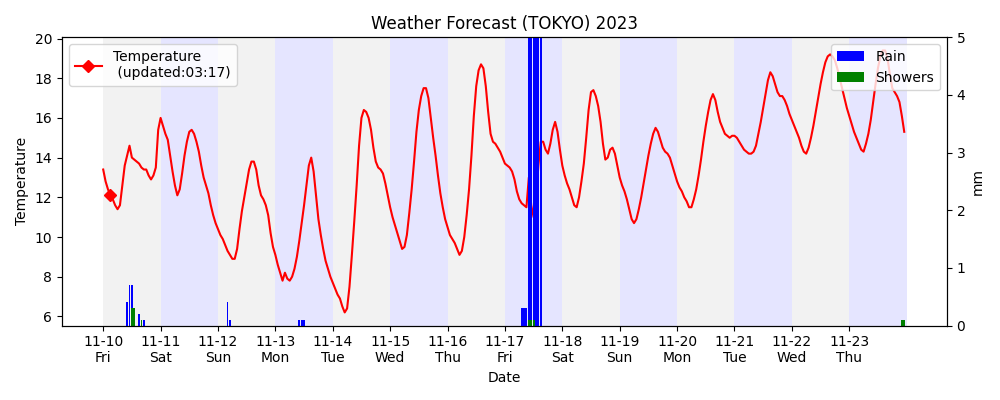 Weather Forecast (TOKYO) 2023
Temperature
(updated:03:17)
Rain
Showers
Temperature
20
18
16
14
12
10
8
6
5
4
3
2
1
0
mm
11-10 11-11 11-12 11-13 11-14 11-15 11-16 11-17 11-18 11-19 11-20 11-21 11-22 11-23
Fri Sat Sun Mon Tue Wed Thu Fri Sat Sun Mon Tue Wed Thu
Date